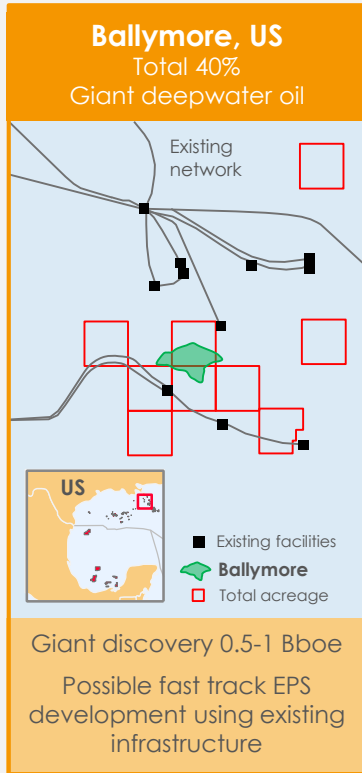 Ballymore, US
Total 40%
Giant deepwater oil
Existing
network
US
Existing facilities
Ballymore
Total acreage
Giant discovery 0.5-1 Bboe
Possible fast track EPS
development using existing
infrastructure